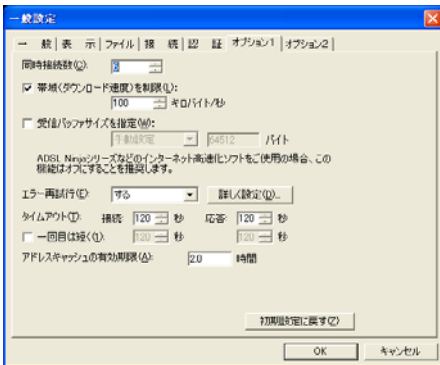 一般設定
一 般 表 示 ファイル 接 続 認 証 オプション1 オプション2
同時接続数(C):
帯域(ダウンロード速度)を制限(L):
100 キロバイト/秒
受信バッファサイズを指定(W):
手動設定 64512 バイト
ADSL Ninjaシリーズなどのインターネット高速化ソフトをご使用の場合、この
機能はオフにすることを推奨します。
エラー再試行(E): する 詳しく設定(D)...
タイムアウト(T): 接続: 120 秒 応答: 120 秒
一回目は短く(1): 120 秒 120 秒
アドレスキャッシュの有効期限(A): 2.0 時間
初期設定に戻す(Z)
OK キャンセル